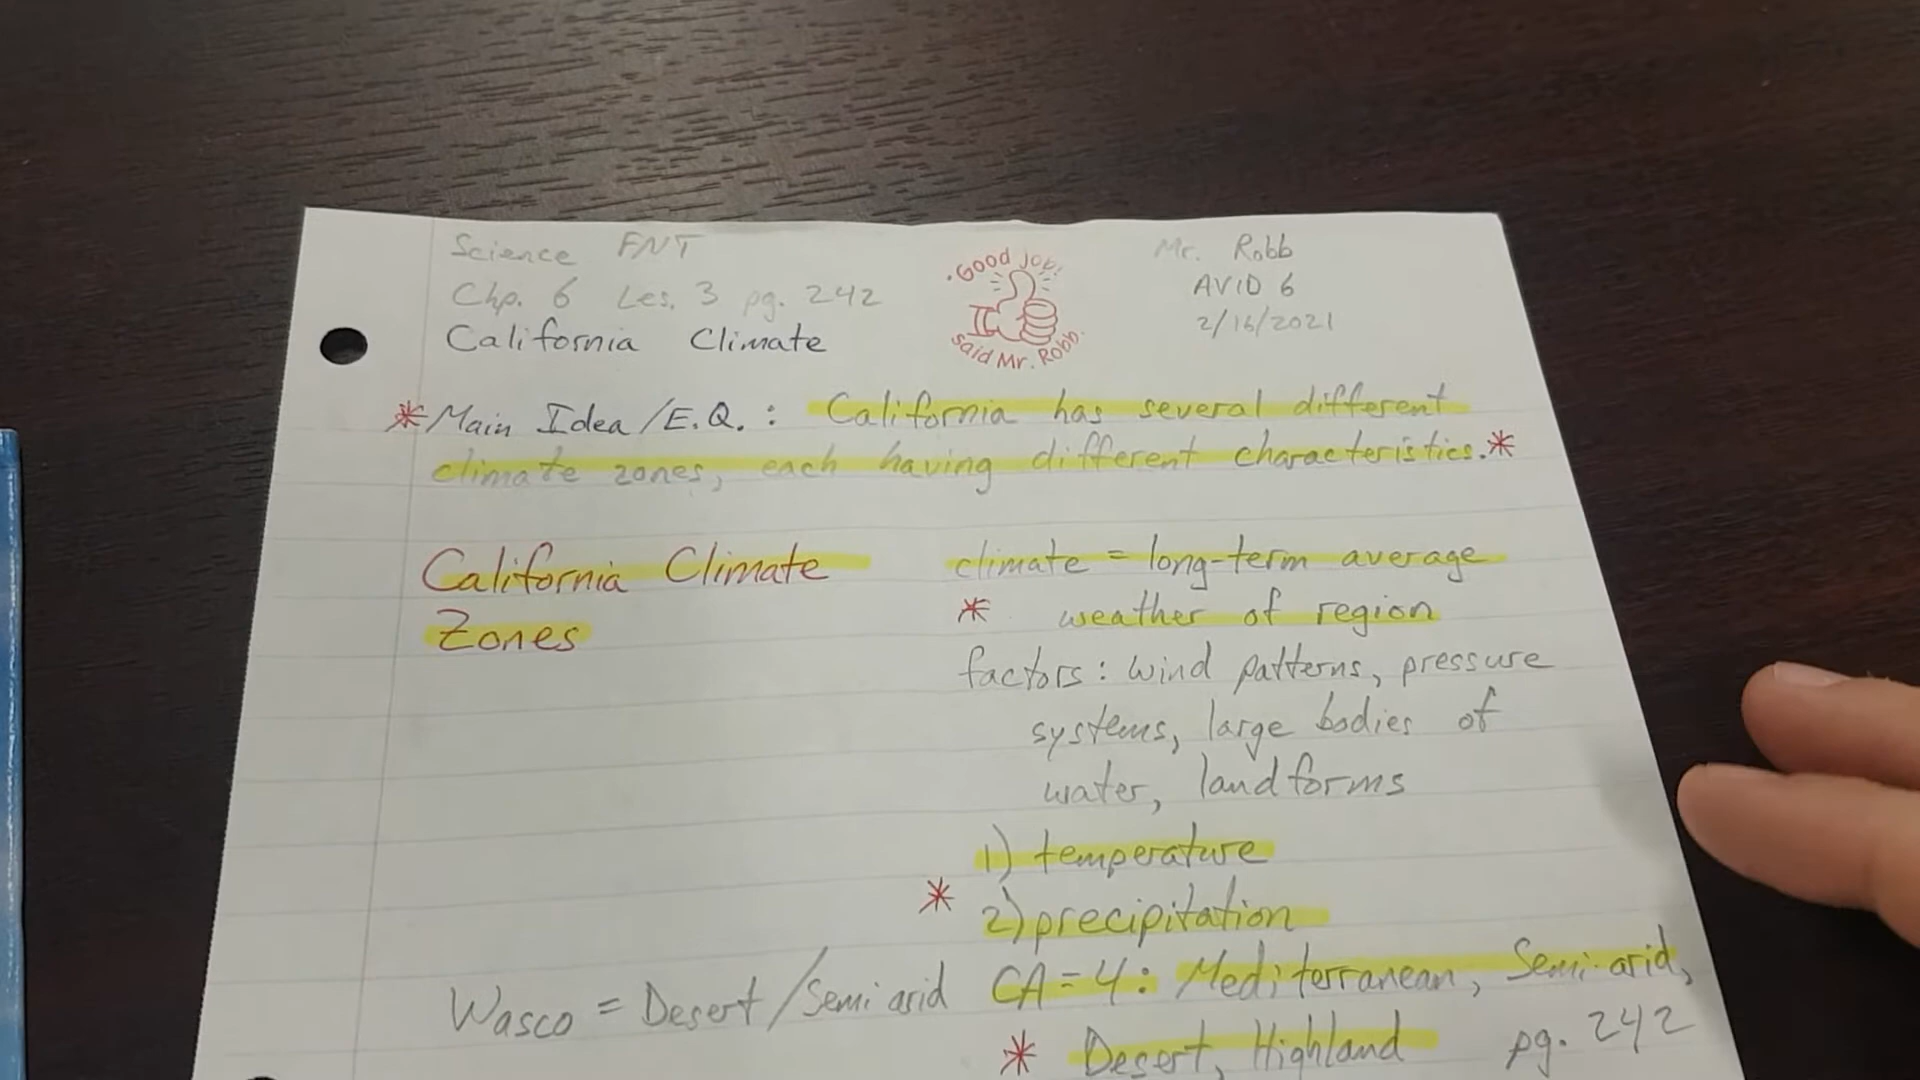 Science FNT
Chp. 6 Les. 3 pg. 242
California Climate
Good job!
said Mr. Robb.
Mr. Robb
AVID 6
2/16/2021
*Main Idea/E.Q.: California has several different
climate zones, each having different characteristics.*
California Climate
Zones
climate = long-term average
* weather of region
factors: wind patterns, pressure
systems, large bodies of
water, landforms
1) temperature
* 2) precipitation
Wasco = Desert/Semi arid
CA=4: Mediterranean, Semi-arid,
* Desert, Highland pg. 242